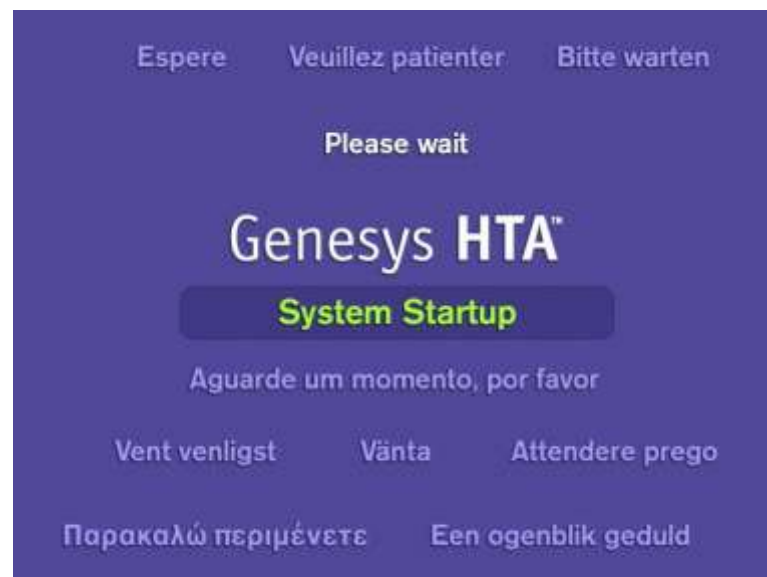 Espere Veuillez patienter Bitte warten
Please wait
Genesys HTA™
System Startup
Aguarde um momento, por favor
Vent venligst Vänta Attendere prego
Παρακαλώ περιμένετε Een ogenblik geduld